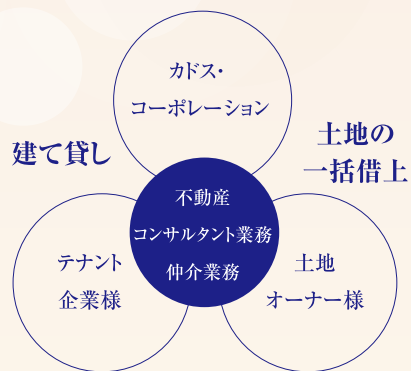 カドス・
コーポレーション
建て貸し
土地の
一括借上
不動産
コンサルタント業務
仲介業務
テナント
企業様
土地
オーナー様